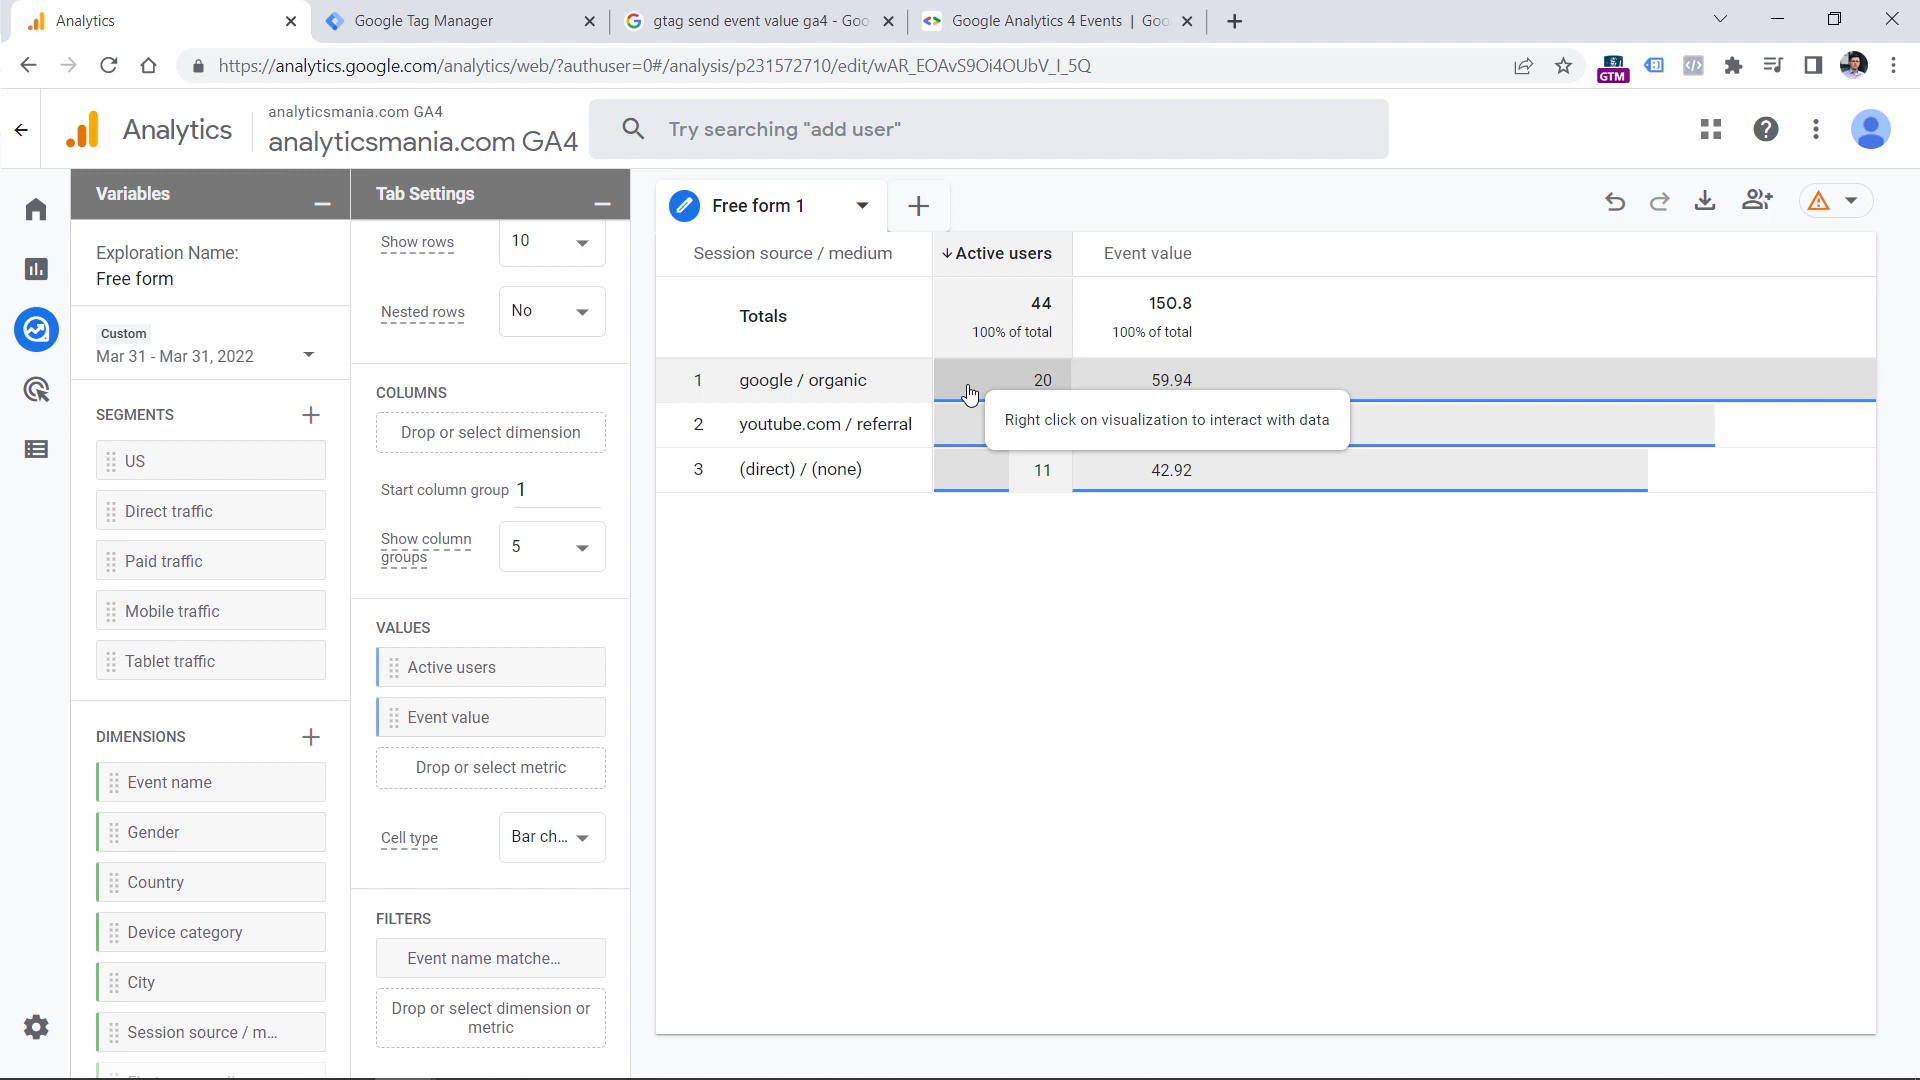 Analytics
Google Tag Manager
gtag send event value ga4 - Goo
Google Analytics 4 Events | Goo
https://analytics.google.com/analytics/web/?authuser=0#/analysis/p231572710/edit/wAR_EOAvS9Oi4OUbV_I_5Q
GTM
Analytics
analyticsmania.com GA4
analyticsmania.com GA4
Try searching "add user"
Variables
Exploration Name:
Free form
Custom
Mar 31 - Mar 31, 2022
SEGMENTS
US
Direct traffic
Paid traffic
Mobile traffic
Tablet traffic
DIMENSIONS
Event name
Gender
Country
Device category
City
Session source / m...
Tab Settings
Show rows 10
Nested rows No
COLUMNS
Drop or select dimension
Start column group 1
Show column groups 5
VALUES
Active users
Event value
Drop or select metric
Cell type Bar ch...
FILTERS
Event name matche...
Drop or select dimension or
metric
Free form 1
Session source / medium Active users Event value
Totals 44 150.8
100% of total 100% of total
1 google / organic 20 59.94
2 youtube.com / referral
Right click on visualization to interact with data
3 (direct) / (none) 11 42.92